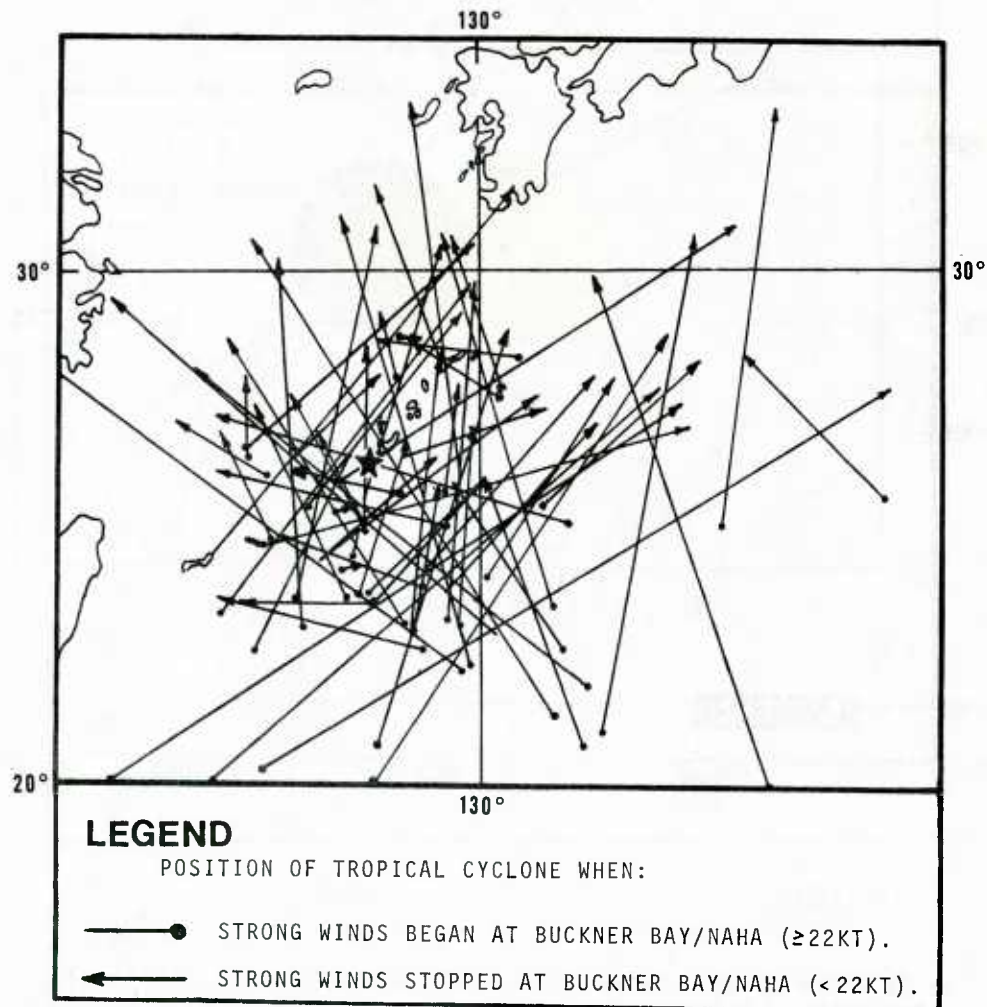 130°
30°
30°
20°
130°
LEGEND
POSITION OF TROPICAL CYCLONE WHEN:
STRONG WINDS BEGAN AT BUCKNER BAY/NAHA (≥22KT).
STRONG WINDS STOPPED AT BUCKNER BAY/NAHA (<22KT).